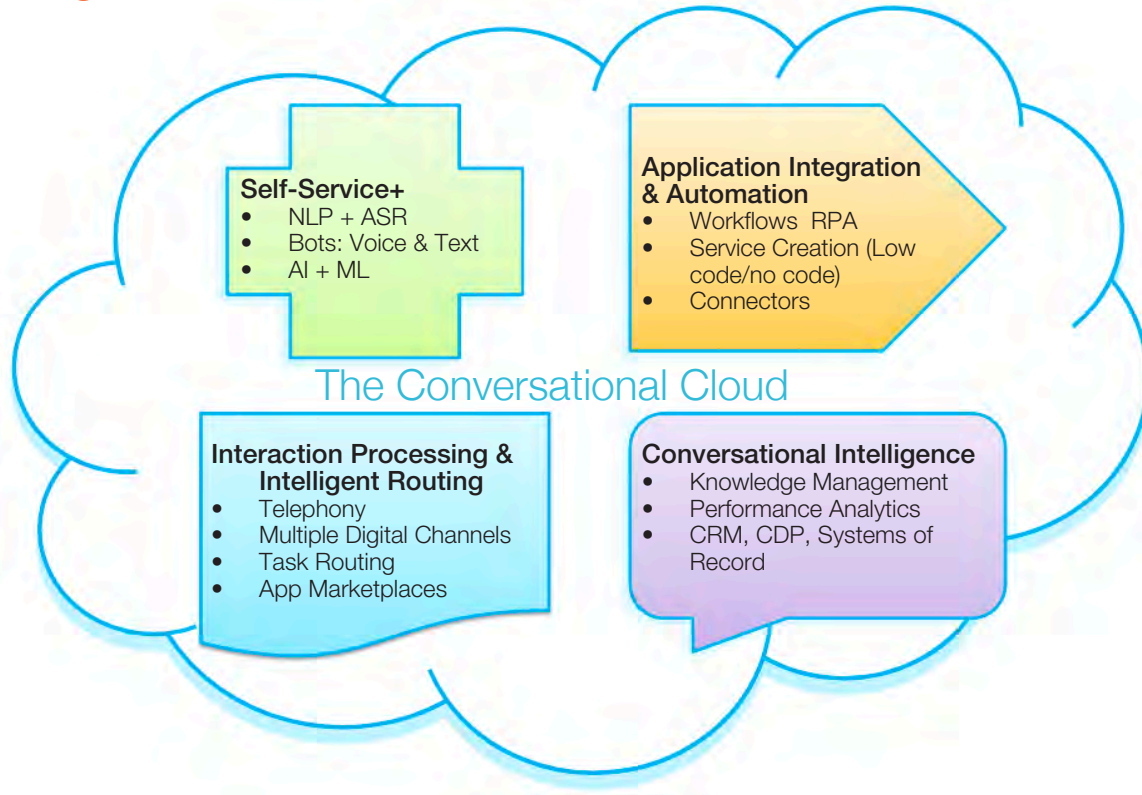 Self-Service+
• NLP + ASR
• Bots: Voice & Text
• AI + ML
Application Integration
& Automation
• Workflows RPA
• Service Creation (Low
code/no code)
• Connectors
The Conversational Cloud
Interaction Processing &
Intelligent Routing
• Telephony
• Multiple Digital Channels
• Task Routing
• App Marketplaces
Conversational Intelligence
• Knowledge Management
• Performance Analytics
• CRM, CDP, Systems of
Record